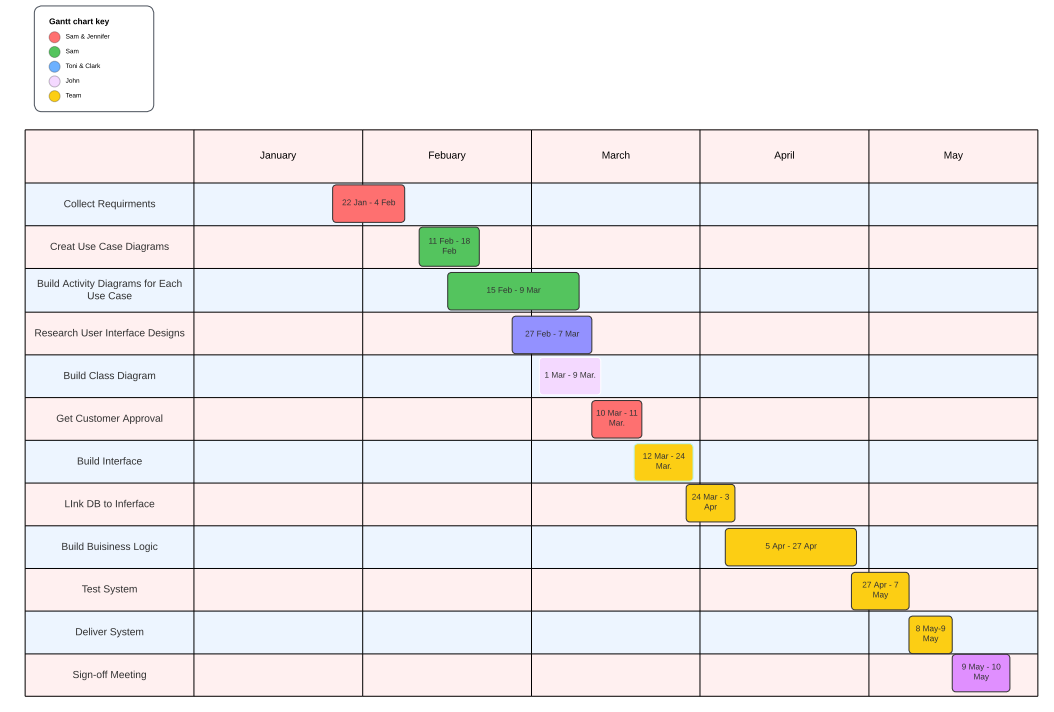 Gantt chart key
Sam & Jennifer
Sam
Toni & Clark
John
Team
January
Febuary
March
April
May
Collect Requirments
22 Jan - 4 Feb
Creat Use Case Diagrams
11 Feb - 18
Feb
Build Activity Diagrams for Each
Use Case
15 Feb - 9 Mar
Research User Interface Designs
27 Feb - 7 Mar
Build Class Diagram
1 Mar - 9 Mar.
Get Customer Approval
10 Mar - 11
Mar.
Build Interface
12 Mar - 24
Mar.
LInk DB to Inferface
24 Mar - 3
Apr
Build Buisiness Logic
5 Apr - 27 Apr
Test System
27 Apr - 7
May
Deliver System
8 May-9
May
Sign-off Meeting
9 May - 10
May